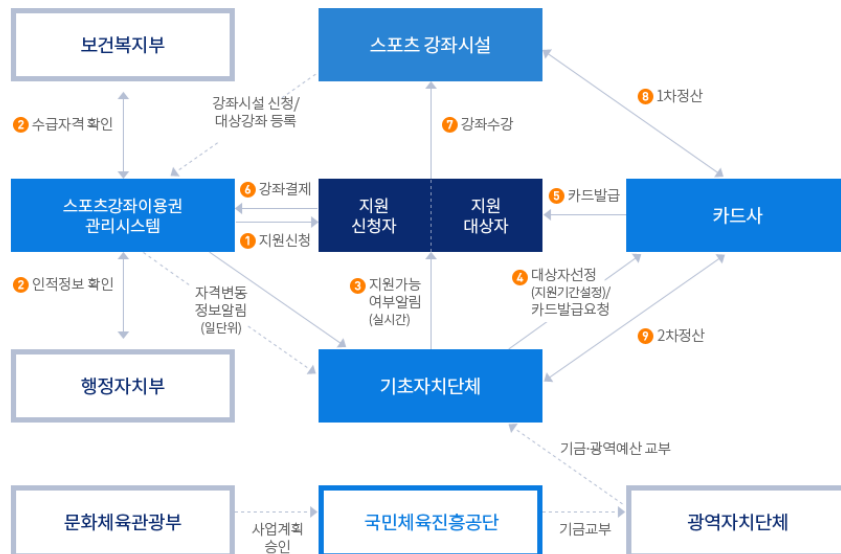 보건복지부
스포츠 강좌시설
강좌시설 신청/
대상강좌 등록
2 수급자격 확인
7 강좌수강
8 1차정산
스포츠강좌이용권
관리시스템
6 강좌결제
1 지원신청
지원
신청자
지원
대상자
5 카드발급
카드사
2 인적정보 확인
자격변동
정보알림
(일단위)
3 지원가능
여부알림
(실시간)
4 대상자선정
(지원기간설정)/
카드발급요청
9 2차정산
행정자치부
기초자치단체
기금·광역예산 교부
문화체육관광부
사업계획
승인
국민체육진흥공단
기금교부
광역자치단체